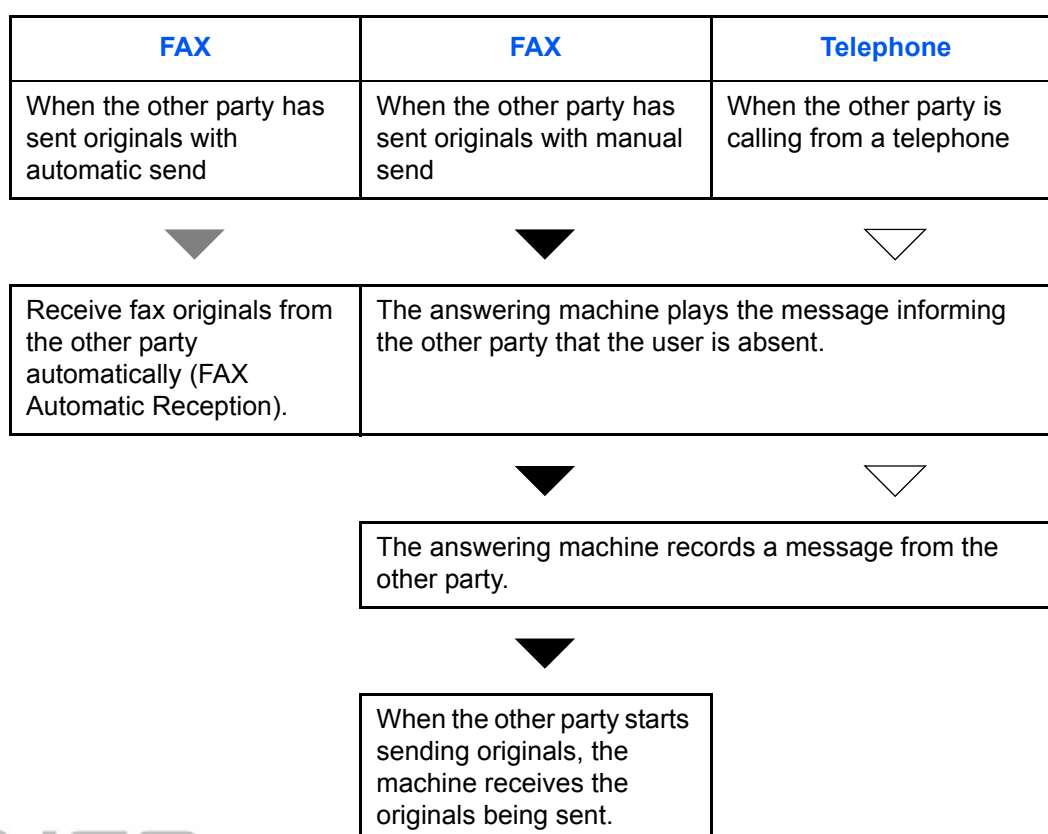 FAX
FAX
Telephone
When the other party has
sent originals with
automatic send
When the other party has
sent originals with manual
send
When the other party is
calling from a telephone
Receive fax originals from
the other party
automatically (FAX
Automatic Reception).
The answering machine plays the message informing
the other party that the user is absent.
The answering machine records a message from the
other party.
When the other party starts
sending originals, the
machine receives the
originals being sent.